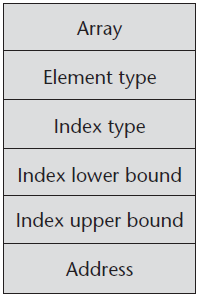 Array
Element type
Index type
Index lower bound
Index upper bound
Address